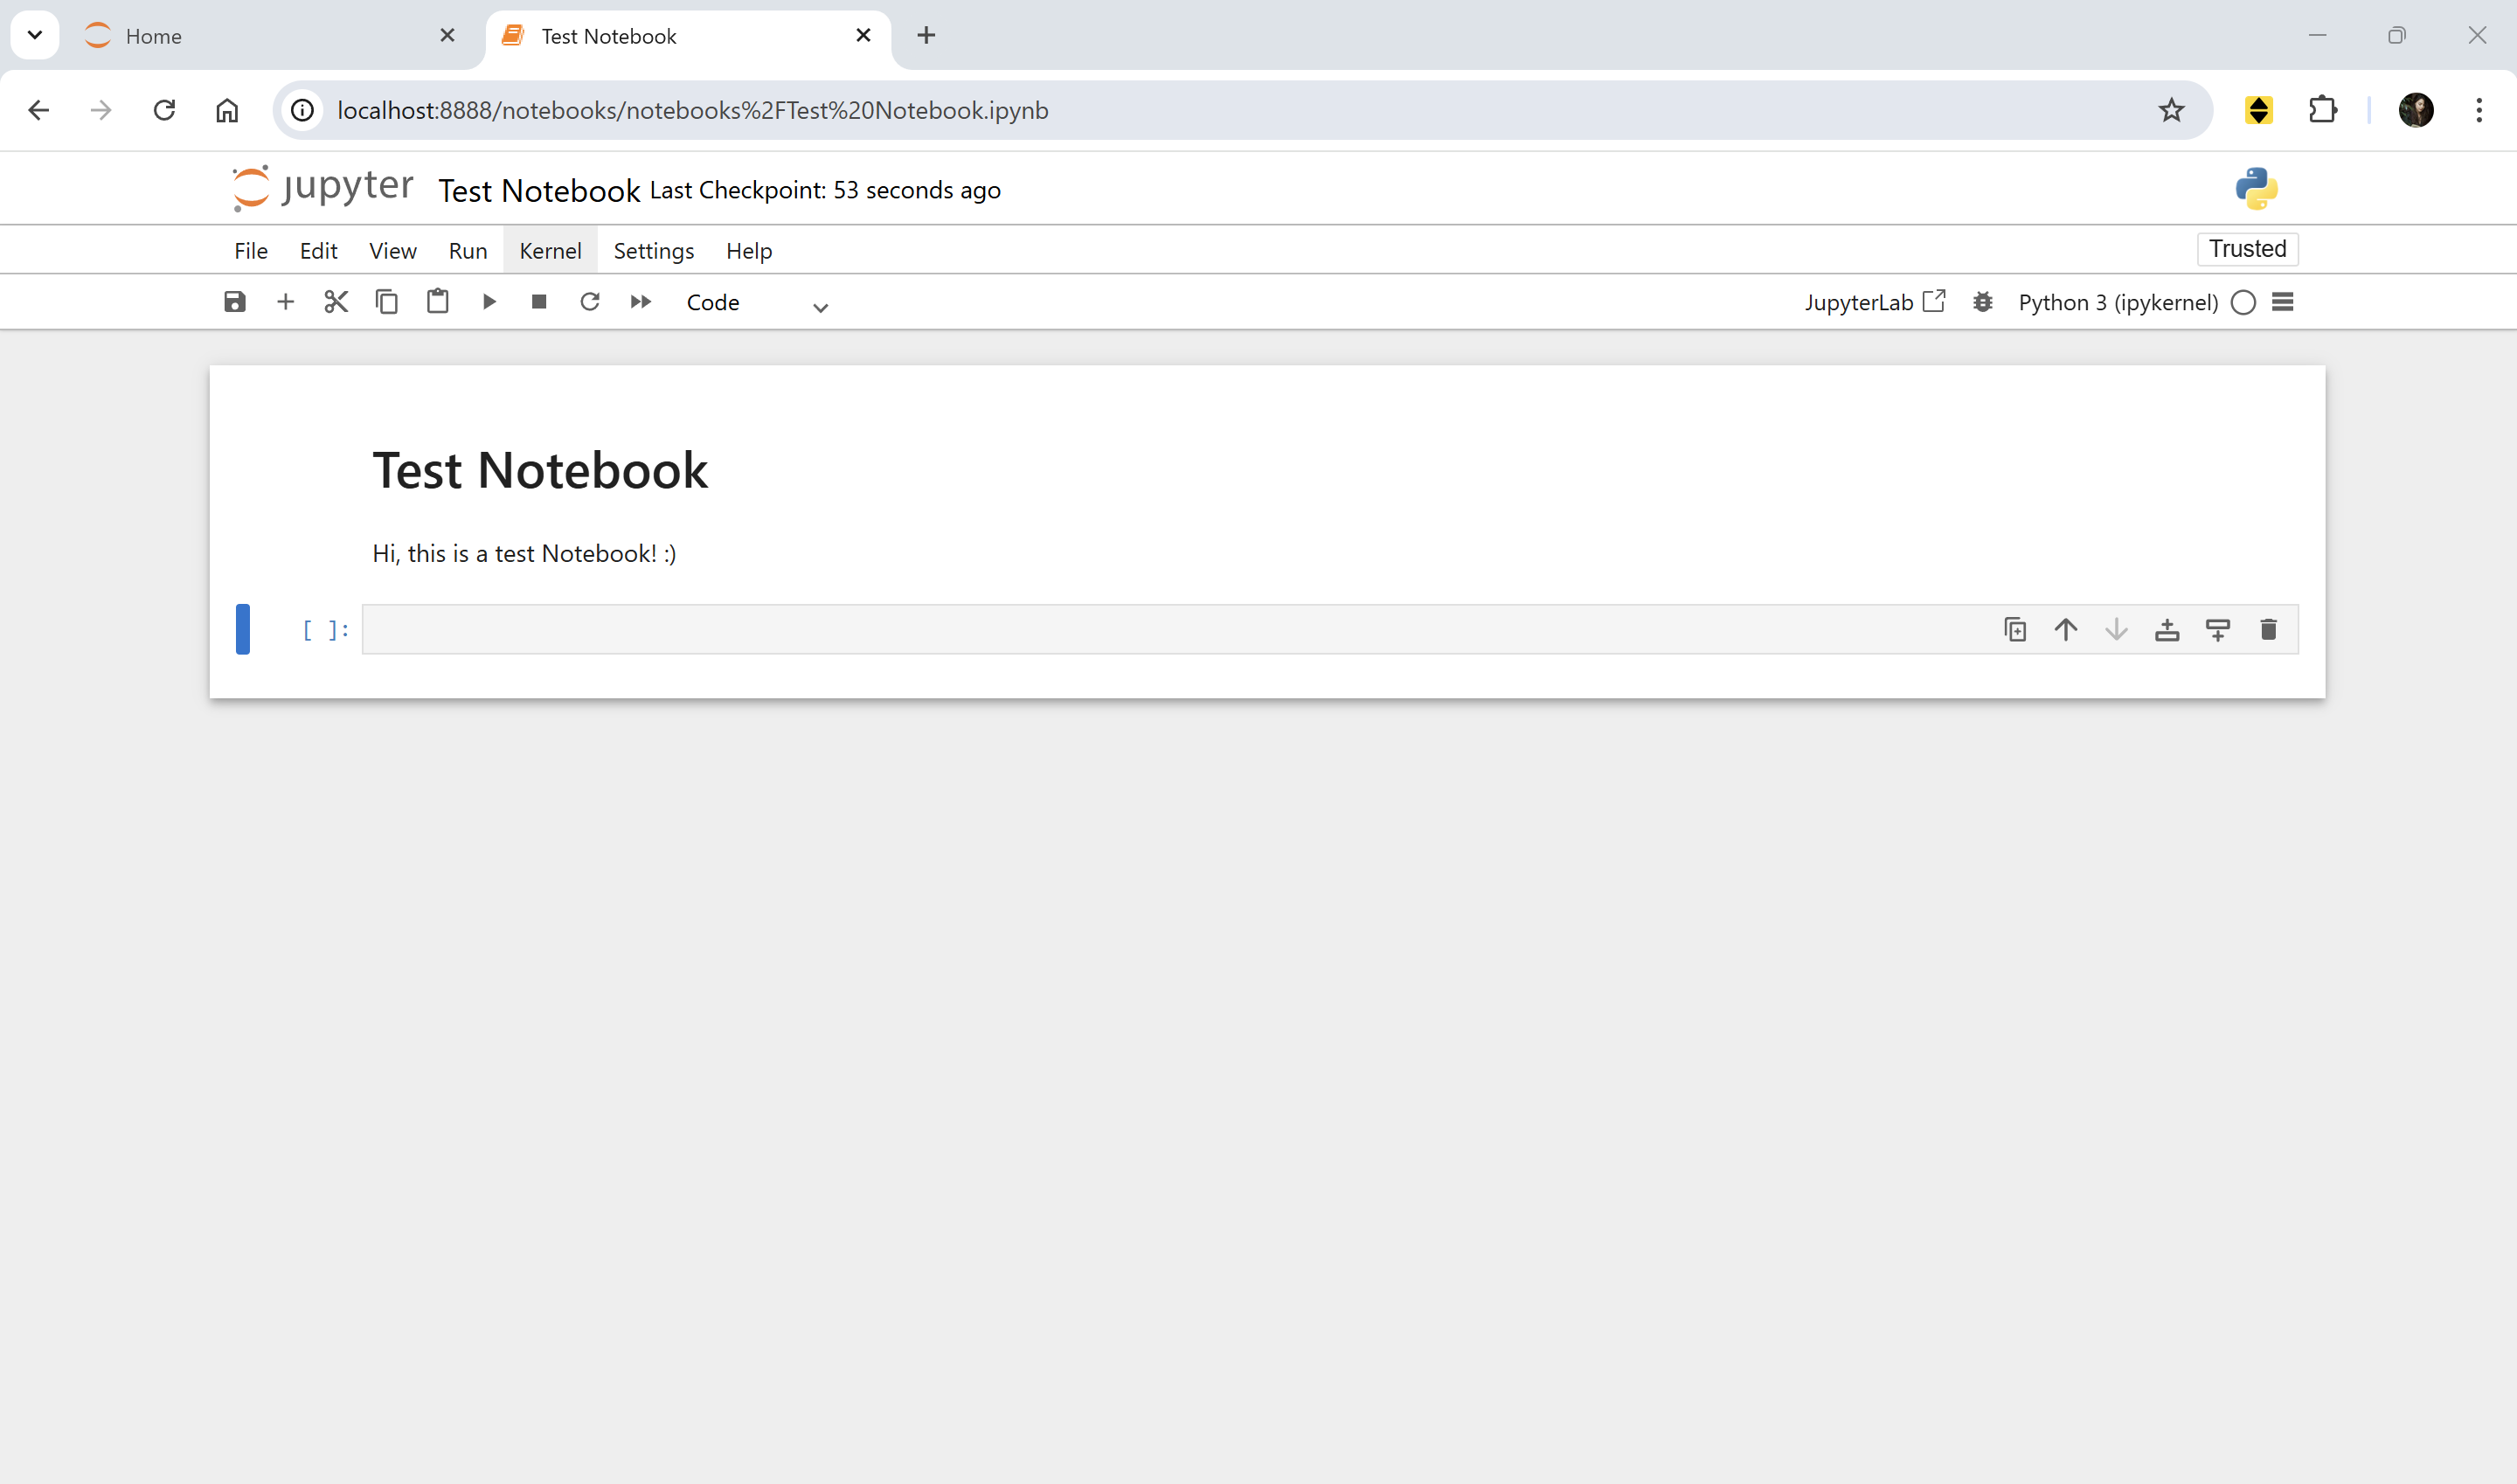 Home
Test Notebook
localhost:8888/notebooks/notebooks%2FTest%20Notebook.ipynb
jupyter Test Notebook Last Checkpoint: 53 seconds ago
File Edit View Run Kernel Settings Help Trusted
Code JupyterLab Python 3 (ipykernel)
Test Notebook
Hi, this is a test Notebook! :)
[ ]: